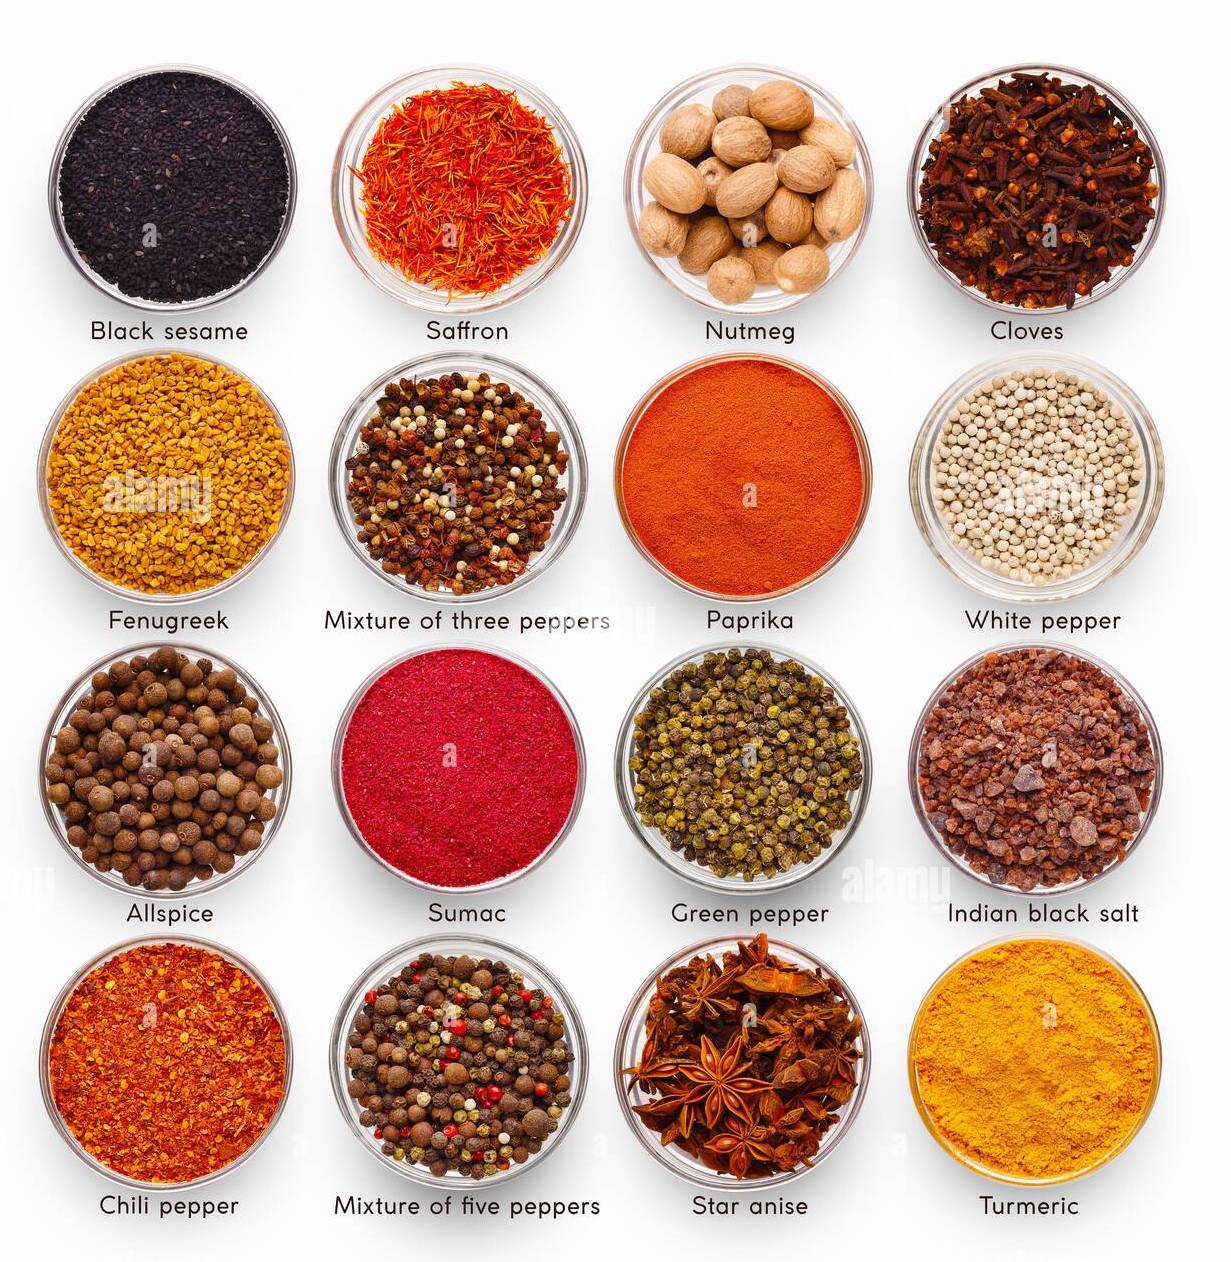 Black sesame
Saffron
Nutmeg
Cloves
Fenugreek
Mixture of three peppers
Paprika
White pepper
Allspice
Sumac
Green pepper
Indian black salt
Chili pepper
Mixture of five peppers
Star anise
Turmeric
a
a
a
alamy
a
a
alamy
alamy
a
a
a
a
alamy
a
a
a
a
a
a